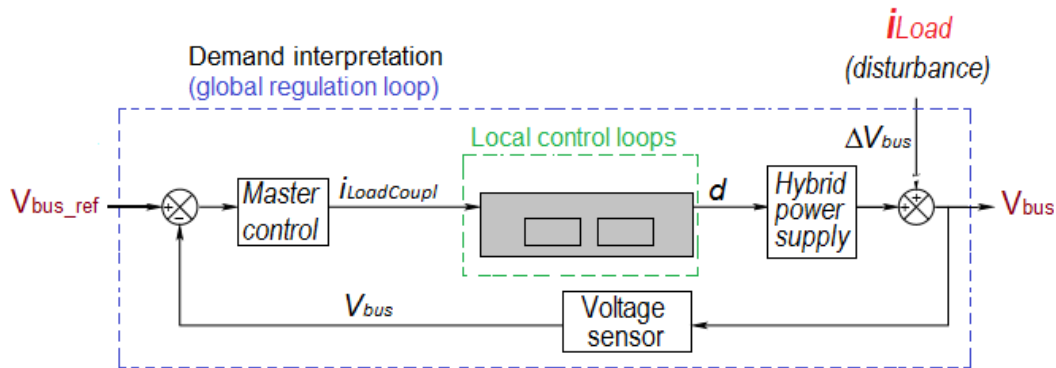 Demand interpretation
(global regulation loop)
iLoad
(disturbance)
Local control loops
ΔVbus
Vbus_ref
+
−
Master
control
iLoadCoupl
d
Hybrid
power
supply
+
+
Vbus
Vbus
Voltage
sensor